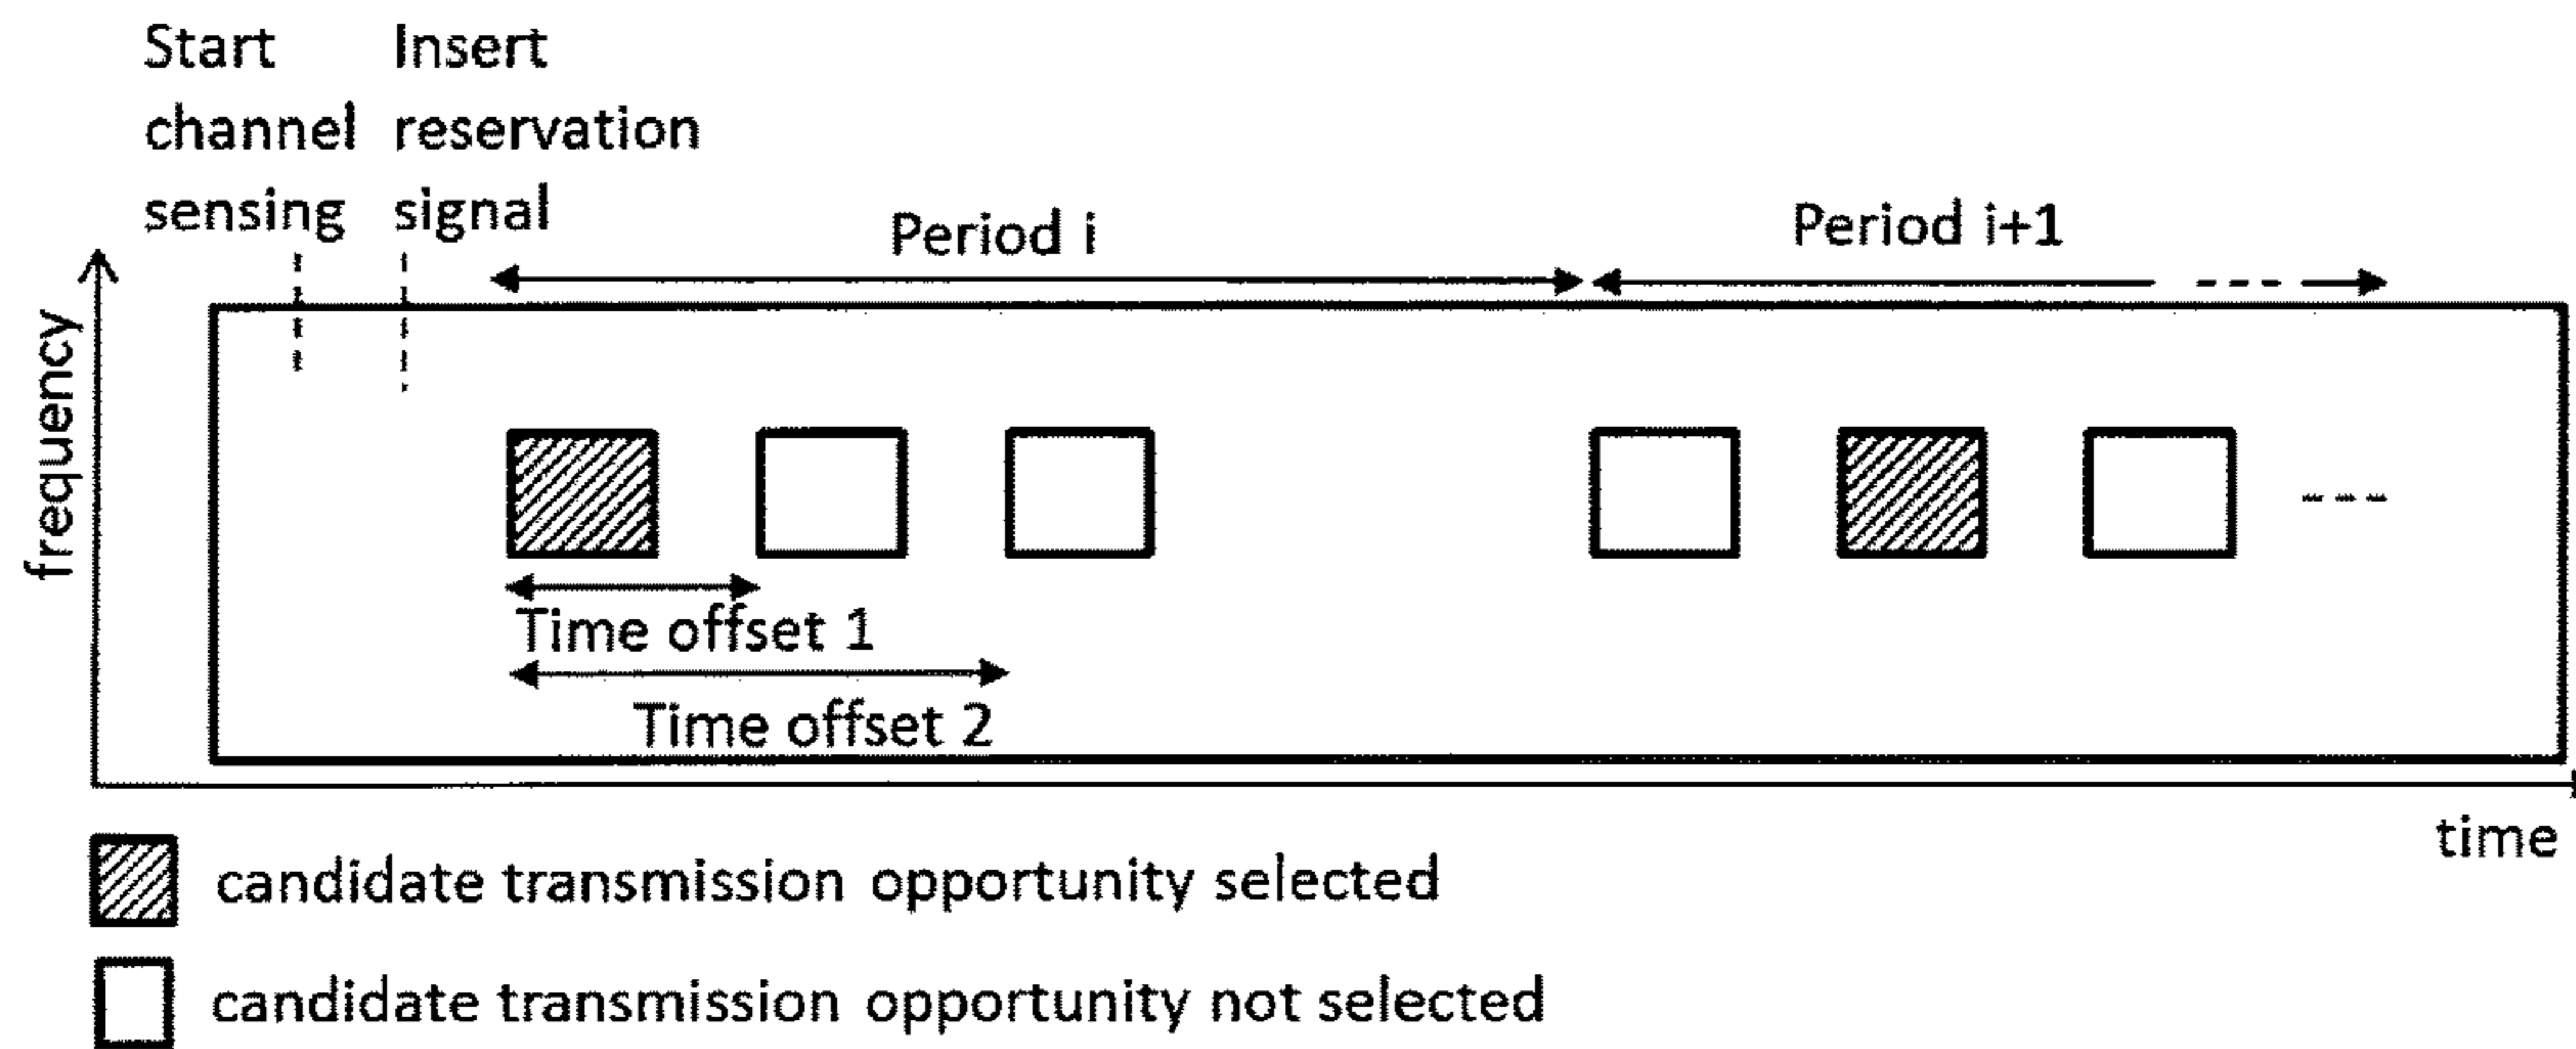 Start
channel
sensing
Insert
reservation
signal
Period i
Period i+1
frequency
Time offset 1
Time offset 2
time
candidate transmission opportunity selected
candidate transmission opportunity not selected